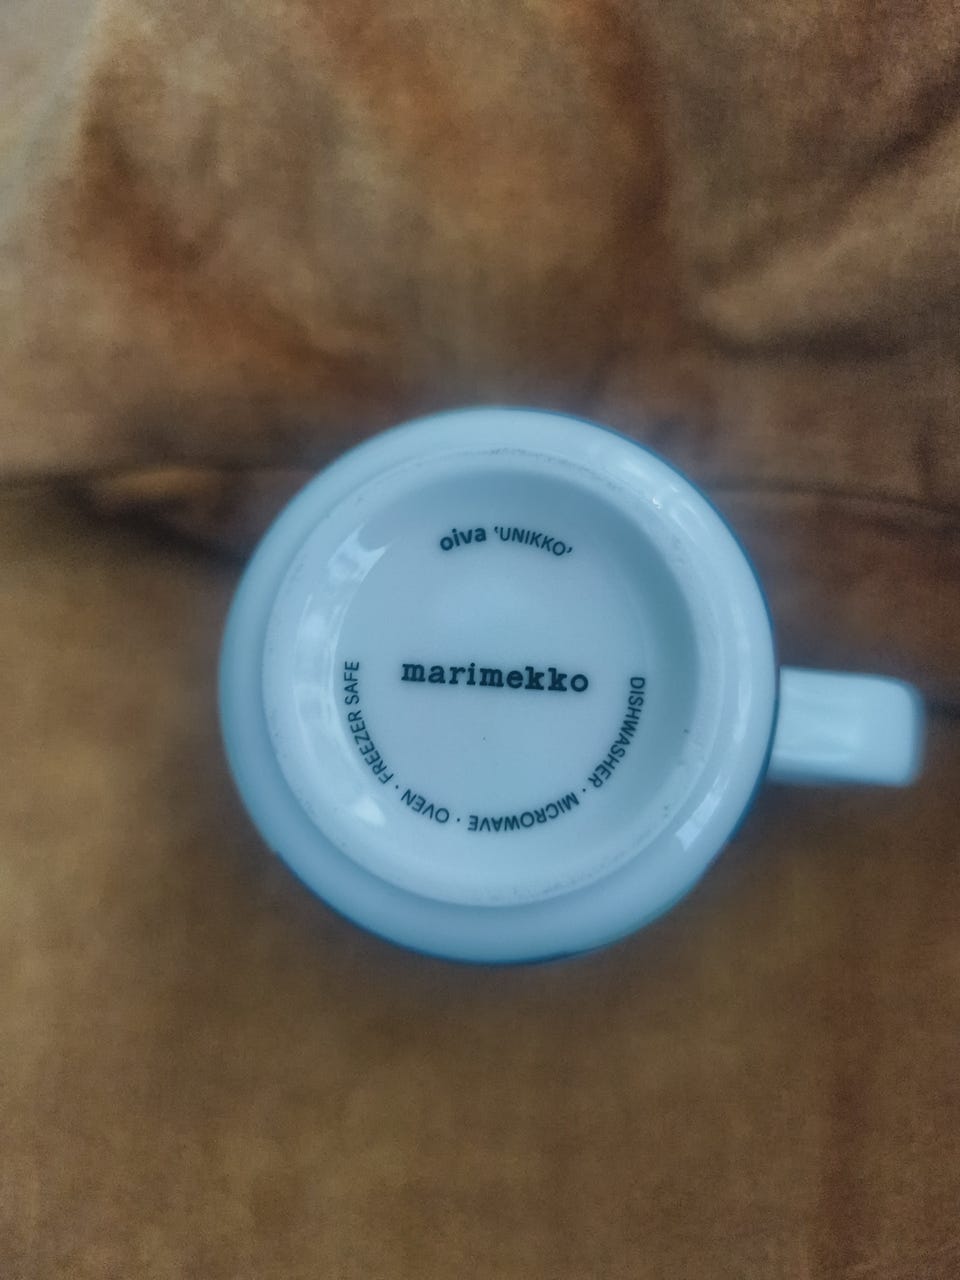 oiva ‘UNIKKO’
marimekko
DISHWASHER · MICROWAVE · OVEN · FREEZER SAFE